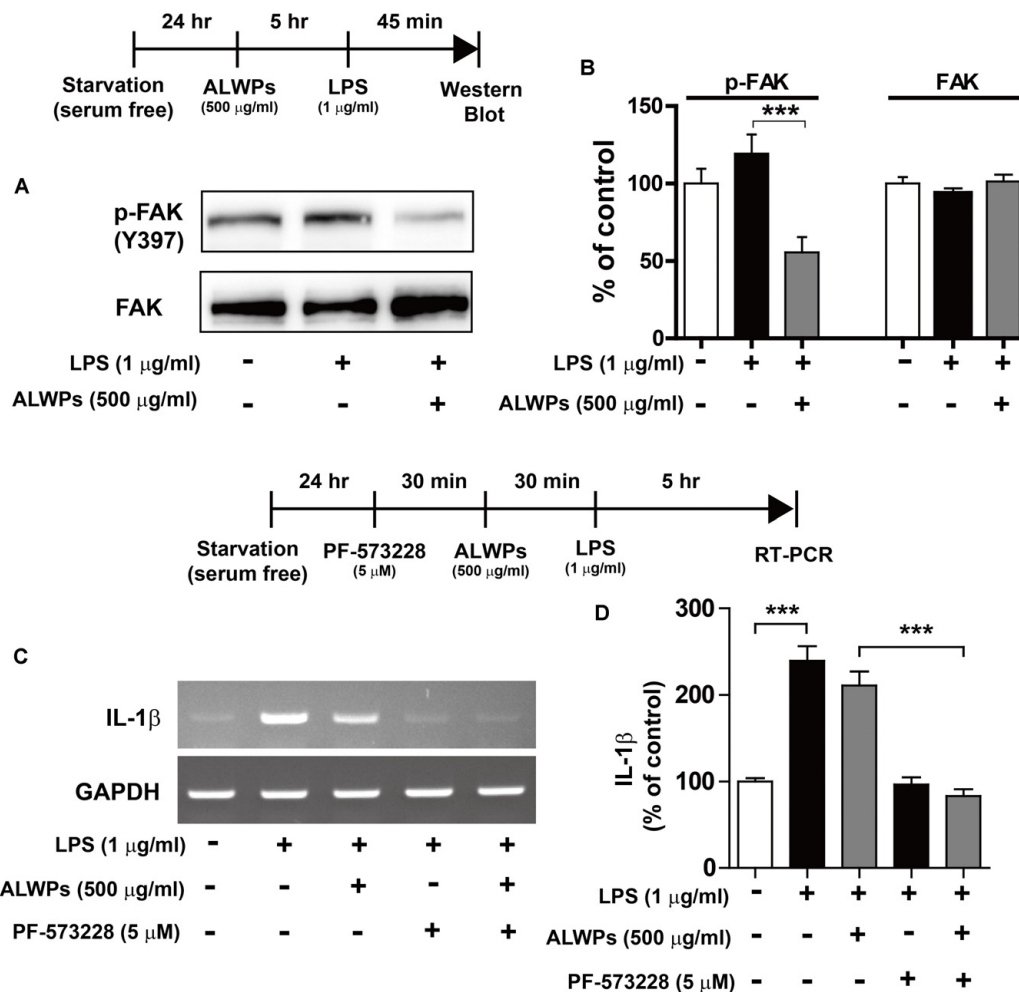 24 hr 5 hr 45 min
Starvation (serum free) ALWPs (500 μg/ml) LPS (1 μg/ml) Western Blot
A
p-FAK (Y397)
FAK
LPS (1 μg/ml) - + +
ALWPs (500 μg/ml) - - +
B
p-FAK FAK
***
% of control
150
100
50
0
LPS (1 μg/ml) - + + - + +
ALWPs (500 μg/ml) - - + - - +
24 hr 30 min 30 min 5 hr
Starvation (serum free) PF-573228 (5 μM) ALWPs (500 μg/ml) LPS (1 μg/ml) RT-PCR
C
IL-1β
GAPDH
LPS (1 μg/ml) - + + + +
ALWPs (500 μg/ml) - - + - +
PF-573228 (5 μM) - - - + +
D
*** ***
IL-1β
(% of control)
300
200
100
0
LPS (1 μg/ml) - + + + +
ALWPs (500 μg/ml) - - + - +
PF-573228 (5 μM) - - - + +